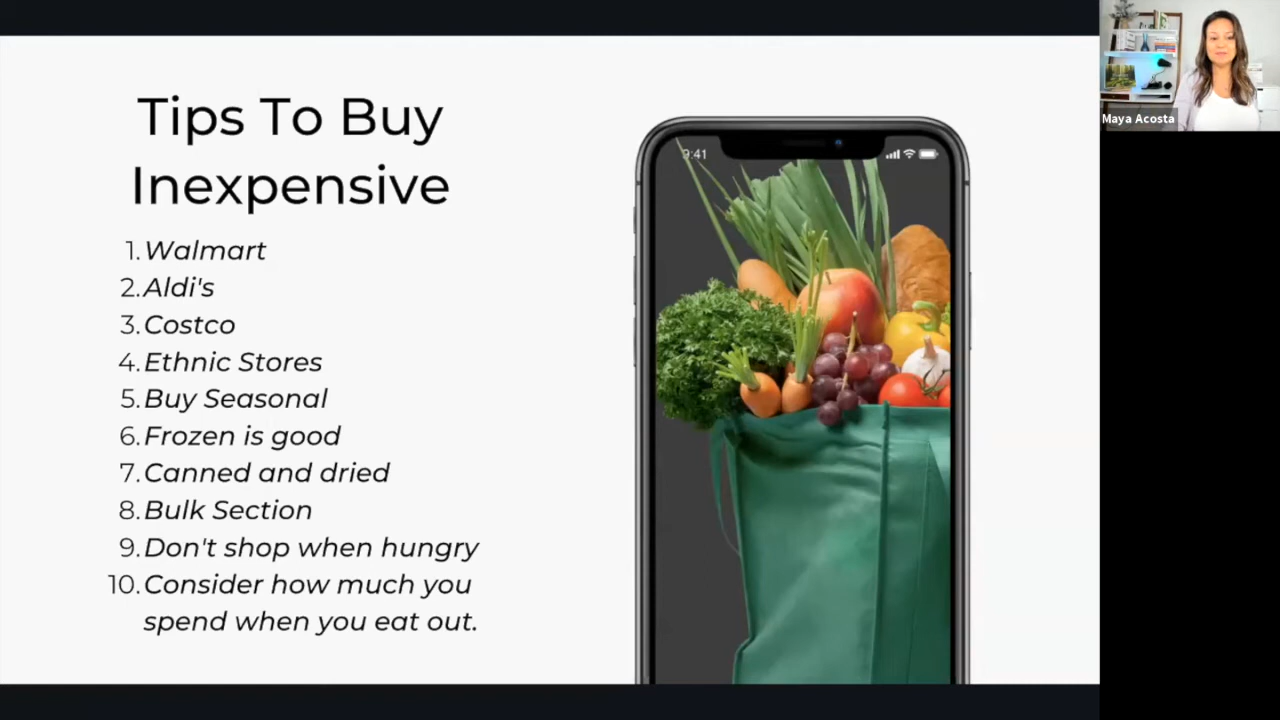 Tips To Buy
Inexpensive
1. Walmart
2. Aldi's
3. Costco
4. Ethnic Stores
5. Buy Seasonal
6. Frozen is good
7. Canned and dried
8. Bulk Section
9. Don't shop when hungry
10. Consider how much you
spend when you eat out.
9:41
Maya Acosta